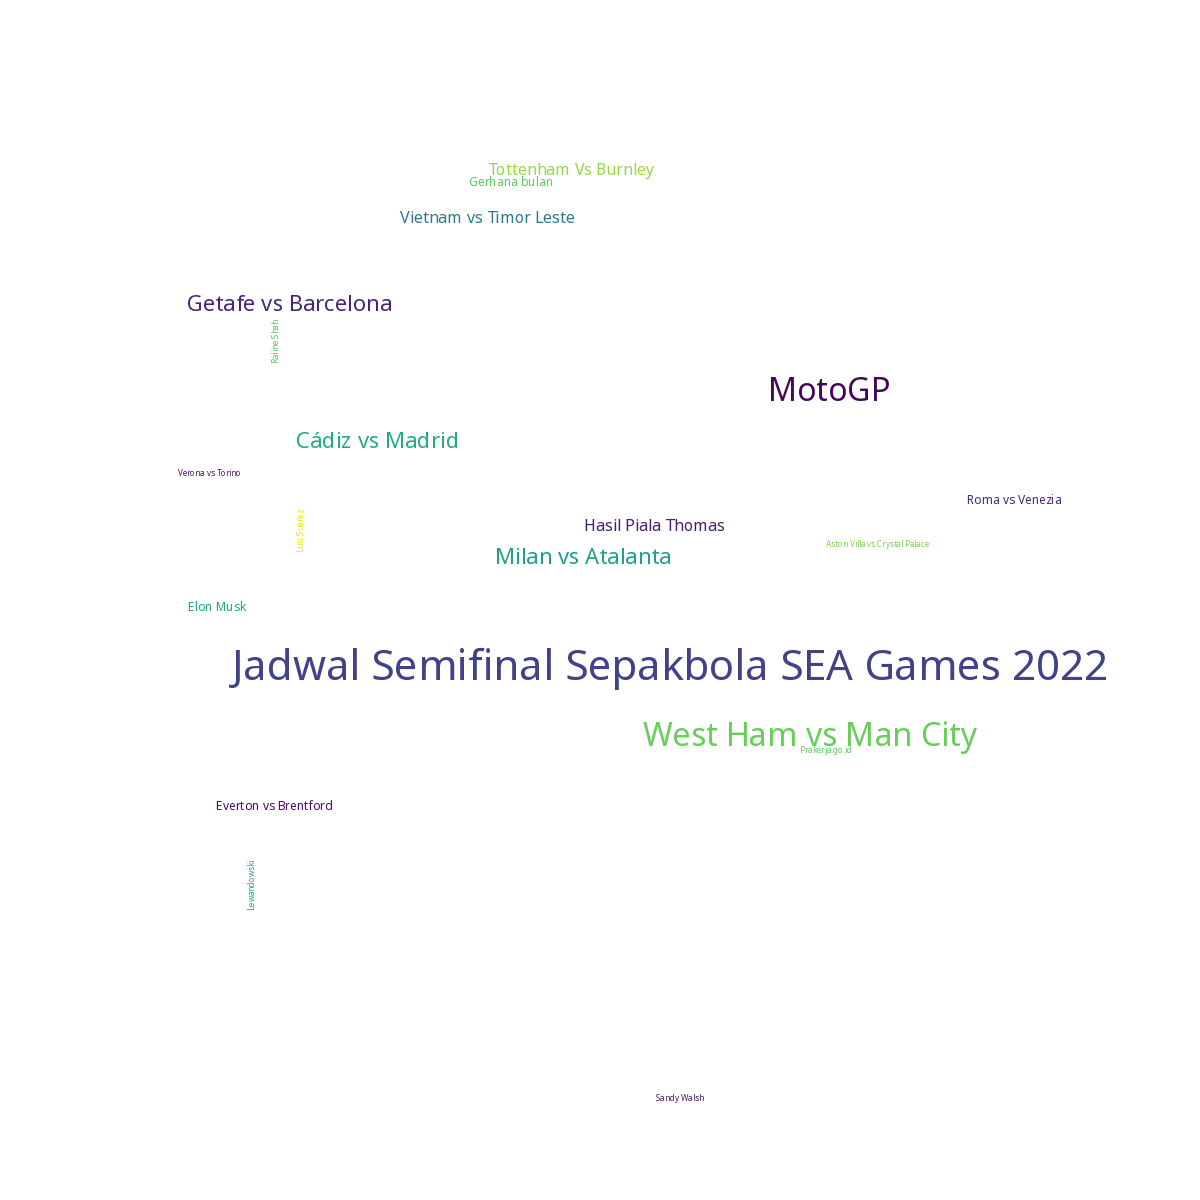 Tottenham Vs Burnley
Gerhana bulan
Vietnam vs Timor Leste
Getafe vs Barcelona
Raline Shah
MotoGP
Cádiz vs Madrid
Verona vs Torino
Roma vs Venezia
Luis Suarez
Hasil Piala Thomas
Aston Villa vs Crystal Palace
Milan vs Atalanta
Elon Musk
Jadwal Semifinal Sepakbola SEA Games 2022
West Ham vs Man City
Prakerjago.id
Everton vs Brentford
Lewandowski
Sandy Walsh